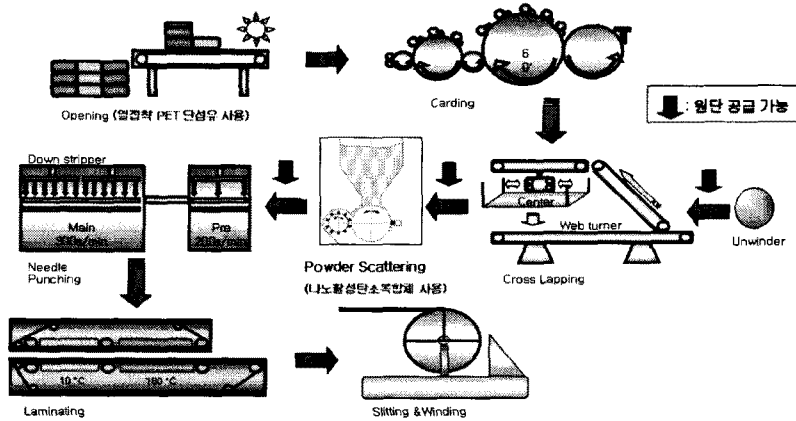 Opening (열접착 PET 단섬유 사용)
Carding
: 원단 공급 가능
Down stripper
Main
Pre
Needle
Punching
Powder Scattering
(나노활성탄소복합체 사용)
Center
Web turner
Cross Lapping
Unwinder
10 °C
180 °C
Laminating
Slitting &Winding